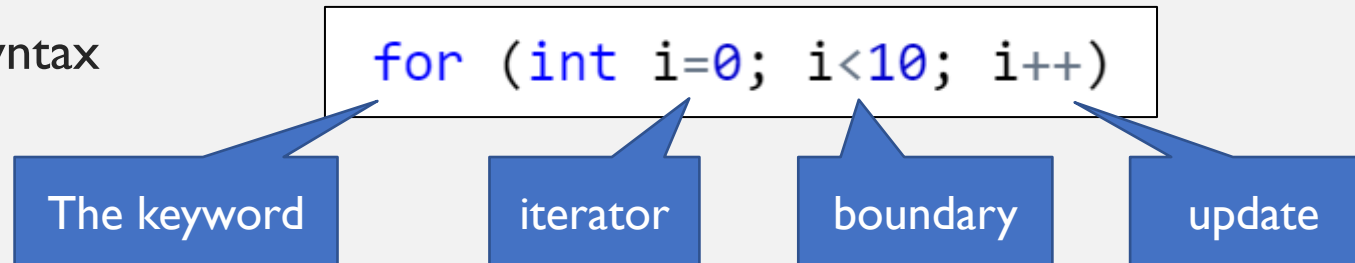 yntax
for (int i=0; i<10; i++)
The keyword
iterator
boundary
update